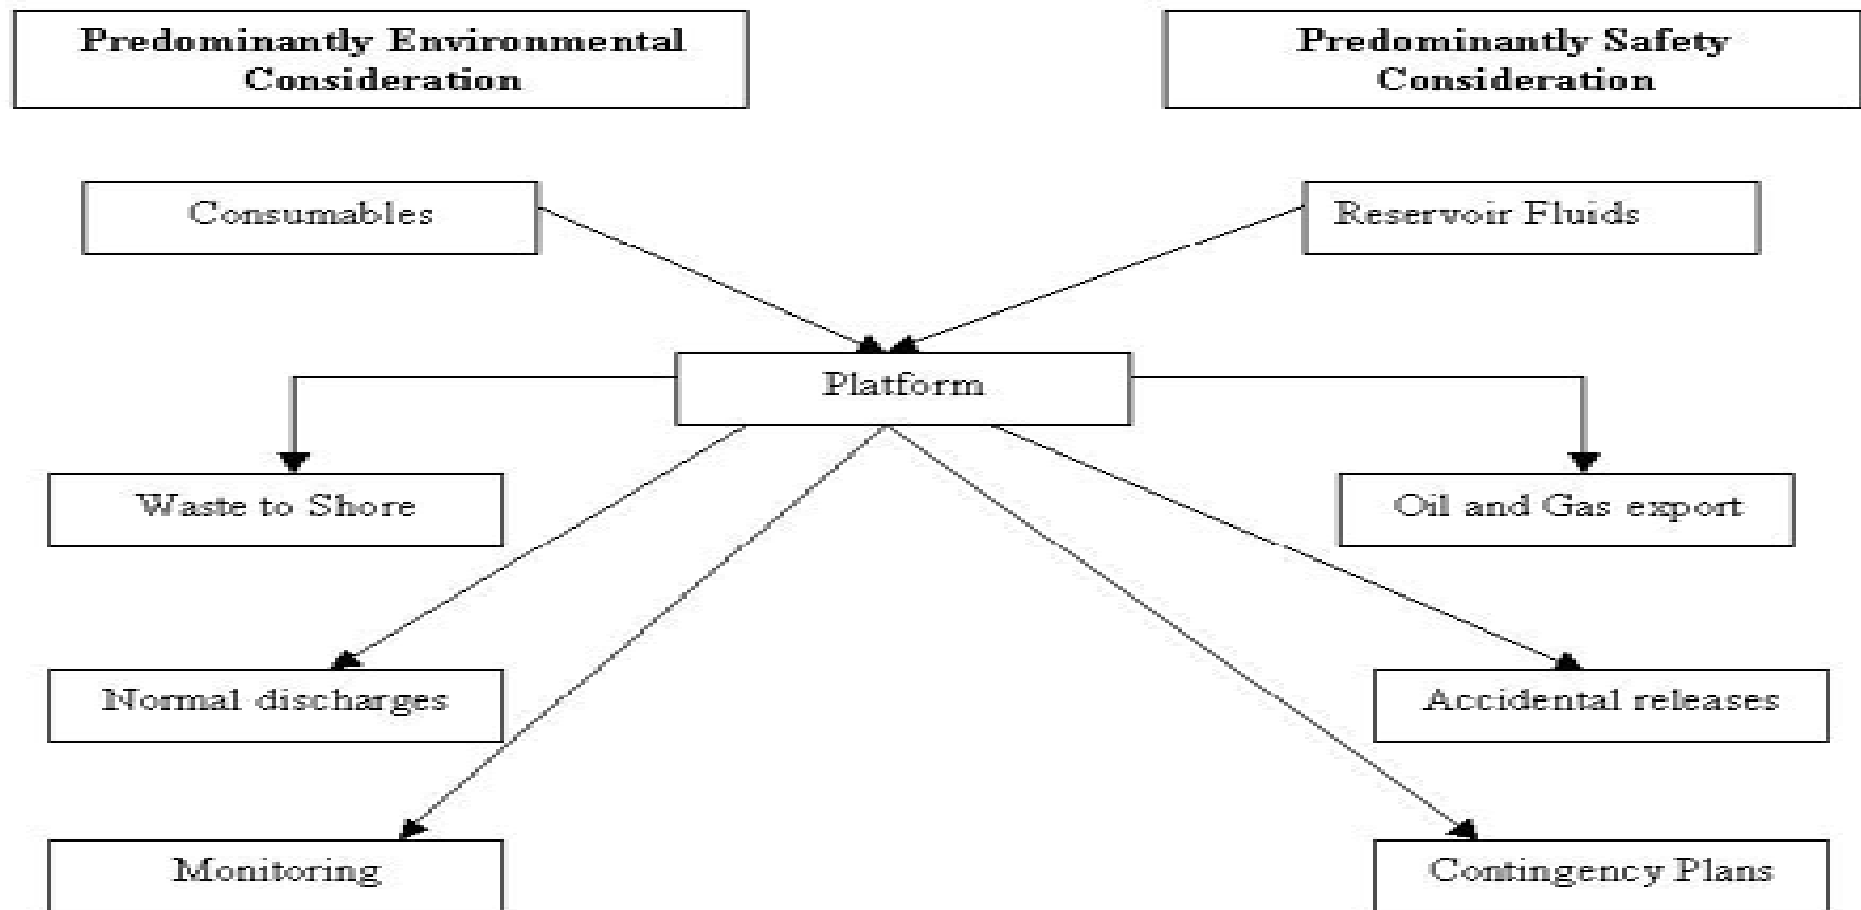 Predominantly Environmental
Consideration
Predominantly Safety
Consideration
Consumables
Reservoir Fluids
Platform
Waste to Shore
Oil and Gas export
Normal discharges
Accidental releases
Monitoring
Contingency Plans